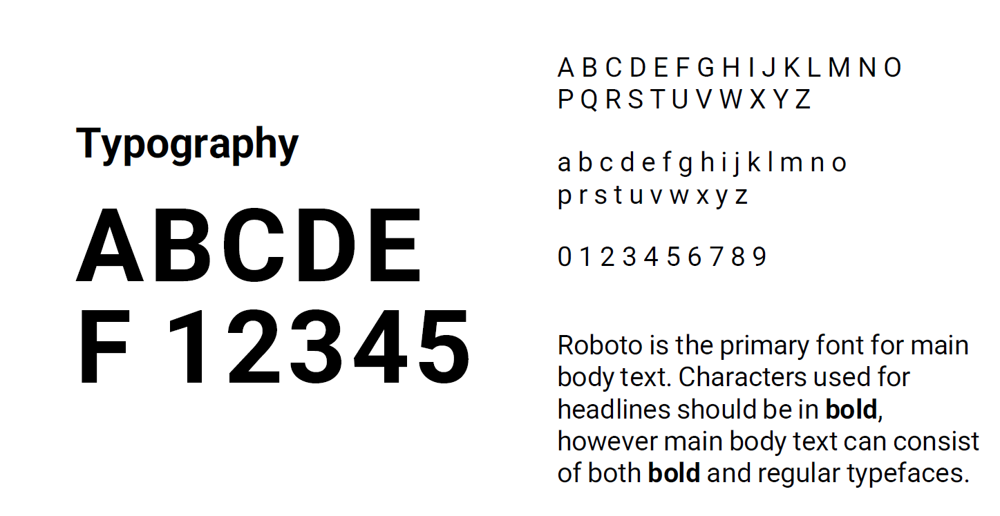 Typography
ABCDE
F 12345
A B C D E F G H I J K L M N O
P Q R S T U V W X Y Z
a b c d e f g h i j k l m n o
p r s t u v w x y z
0 1 2 3 4 5 6 7 8 9
Roboto is the primary font for main
body text. Characters used for
headlines should be in bold,
however main body text can consist
of both bold and regular typefaces.